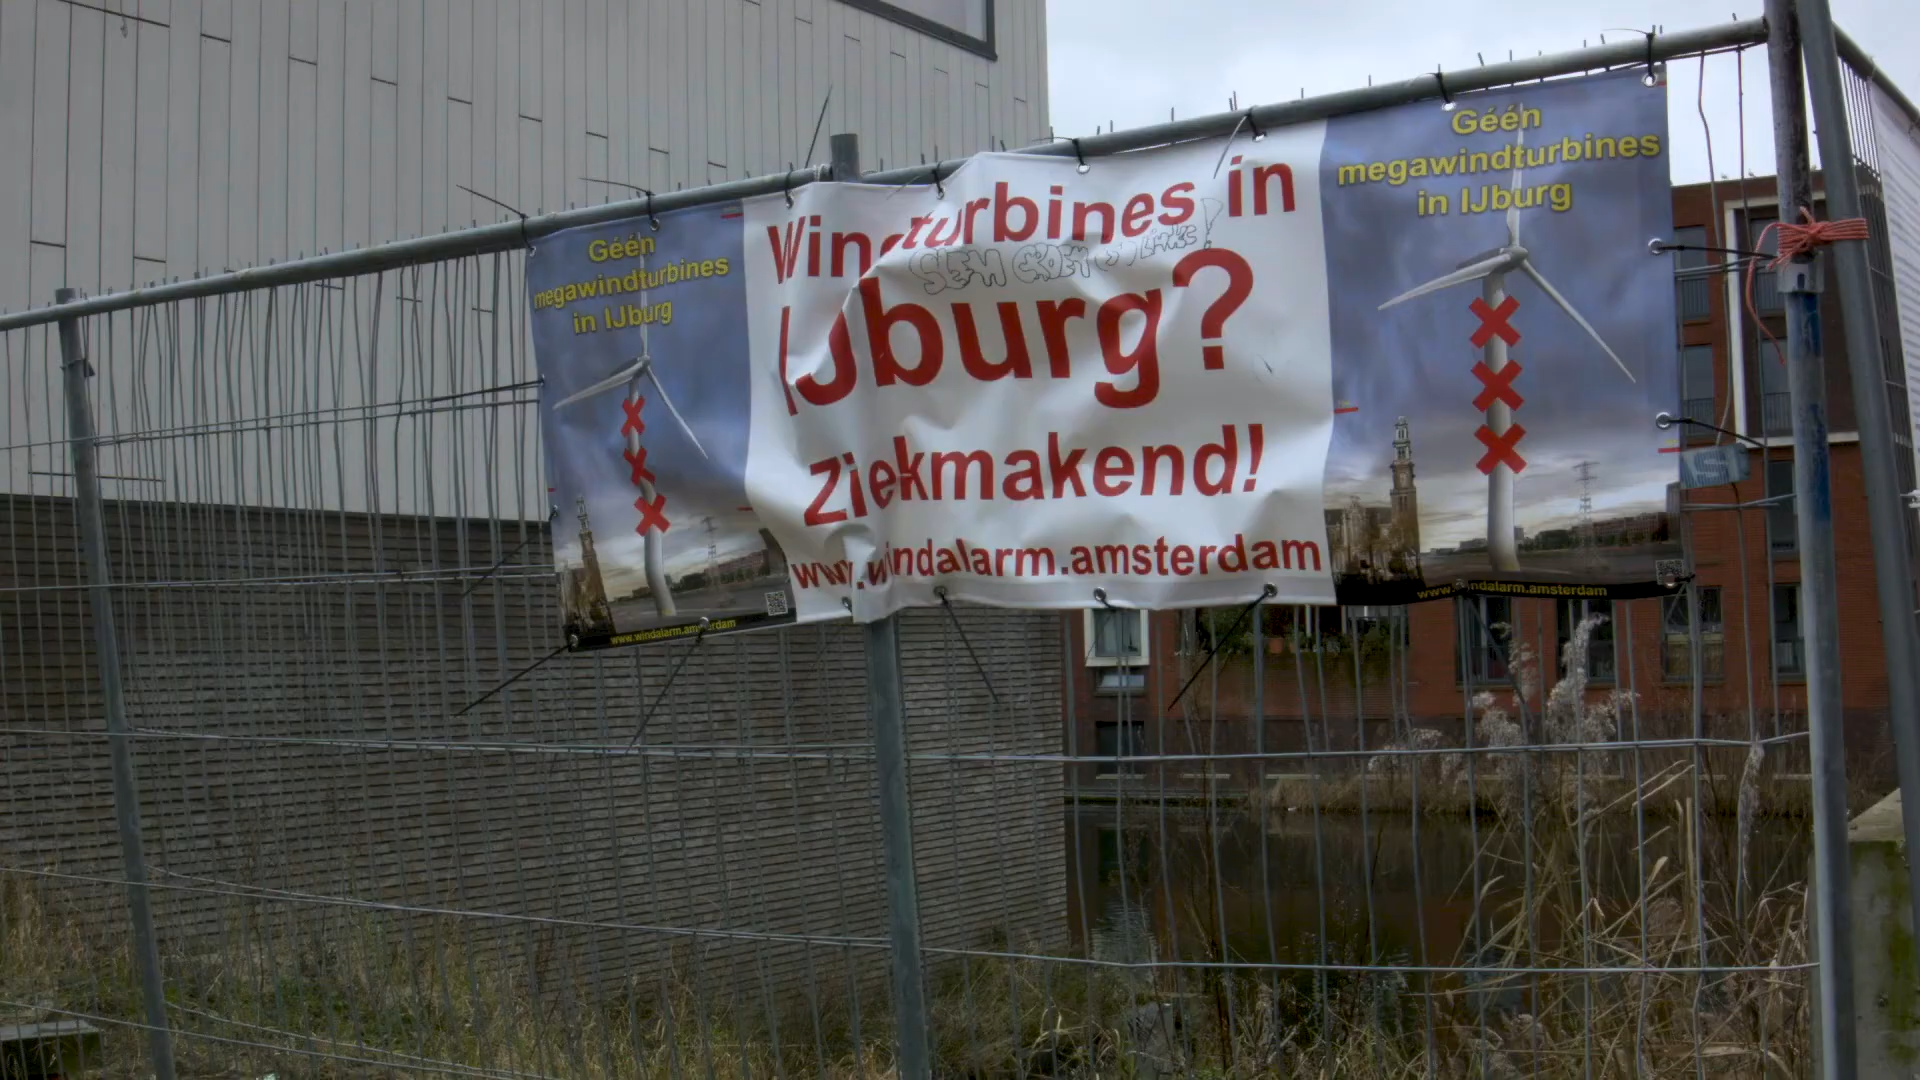 Géén
megawindturbines
in IJburg
www.windalarm.amsterdam
Windturbines in
IJburg?
Ziekmakend!
www.windalarm.amsterdam
Géén
megawindturbines
in IJburg
www.windalarm.amsterdam